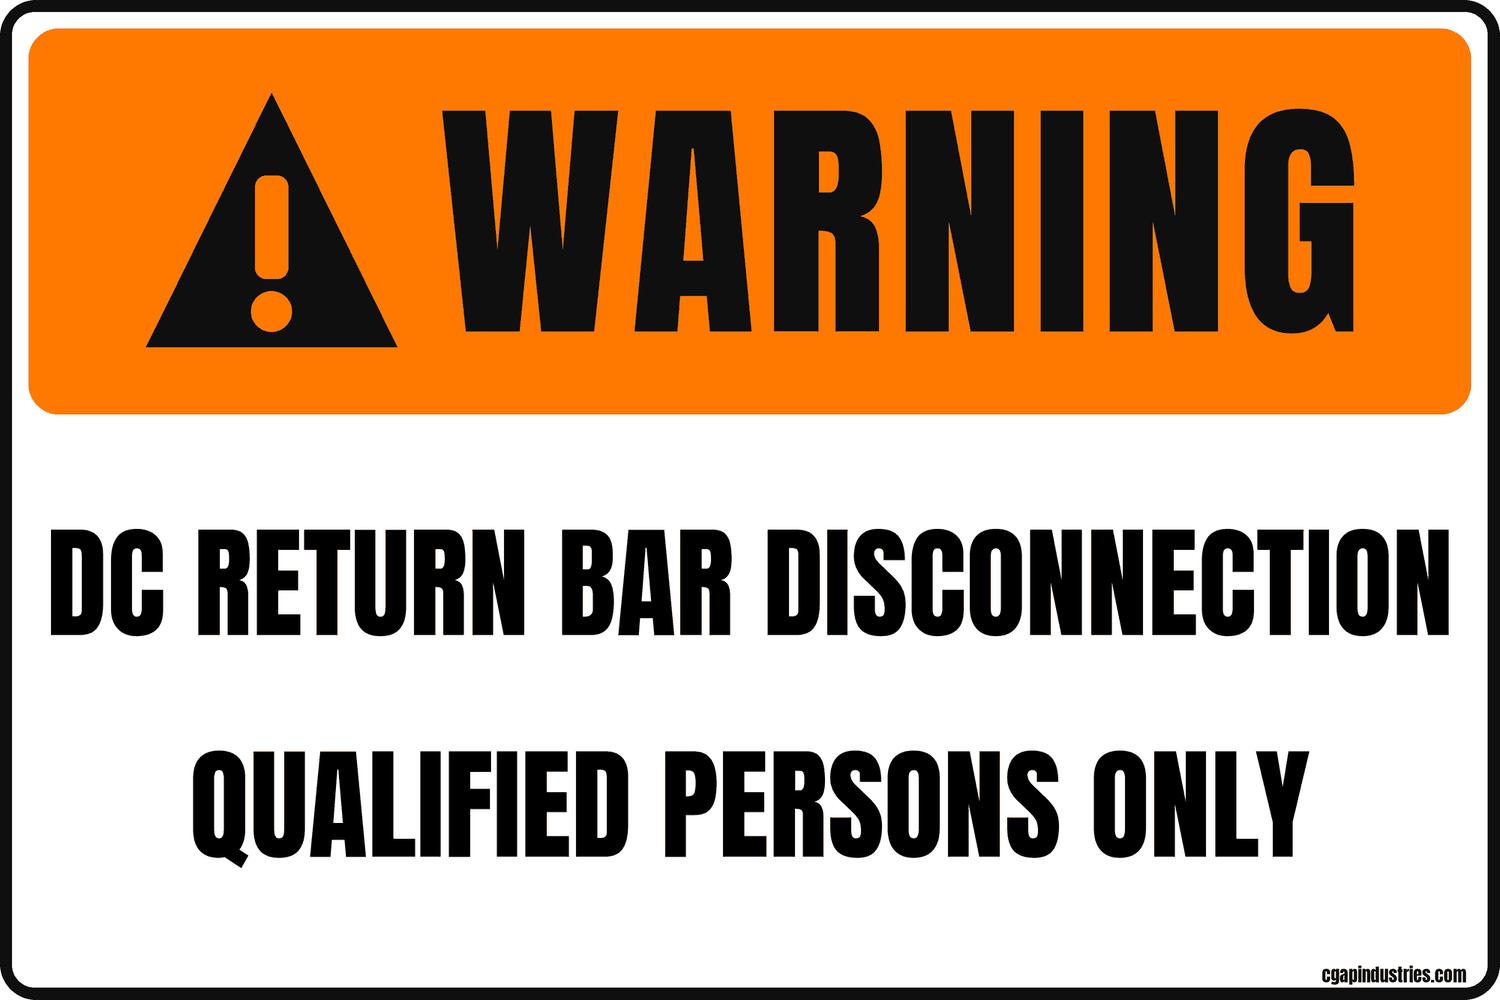 WARNING
DC RETURN BAR DISCONNECTION
QUALIFIED PERSONS ONLY
cgapindustries.com